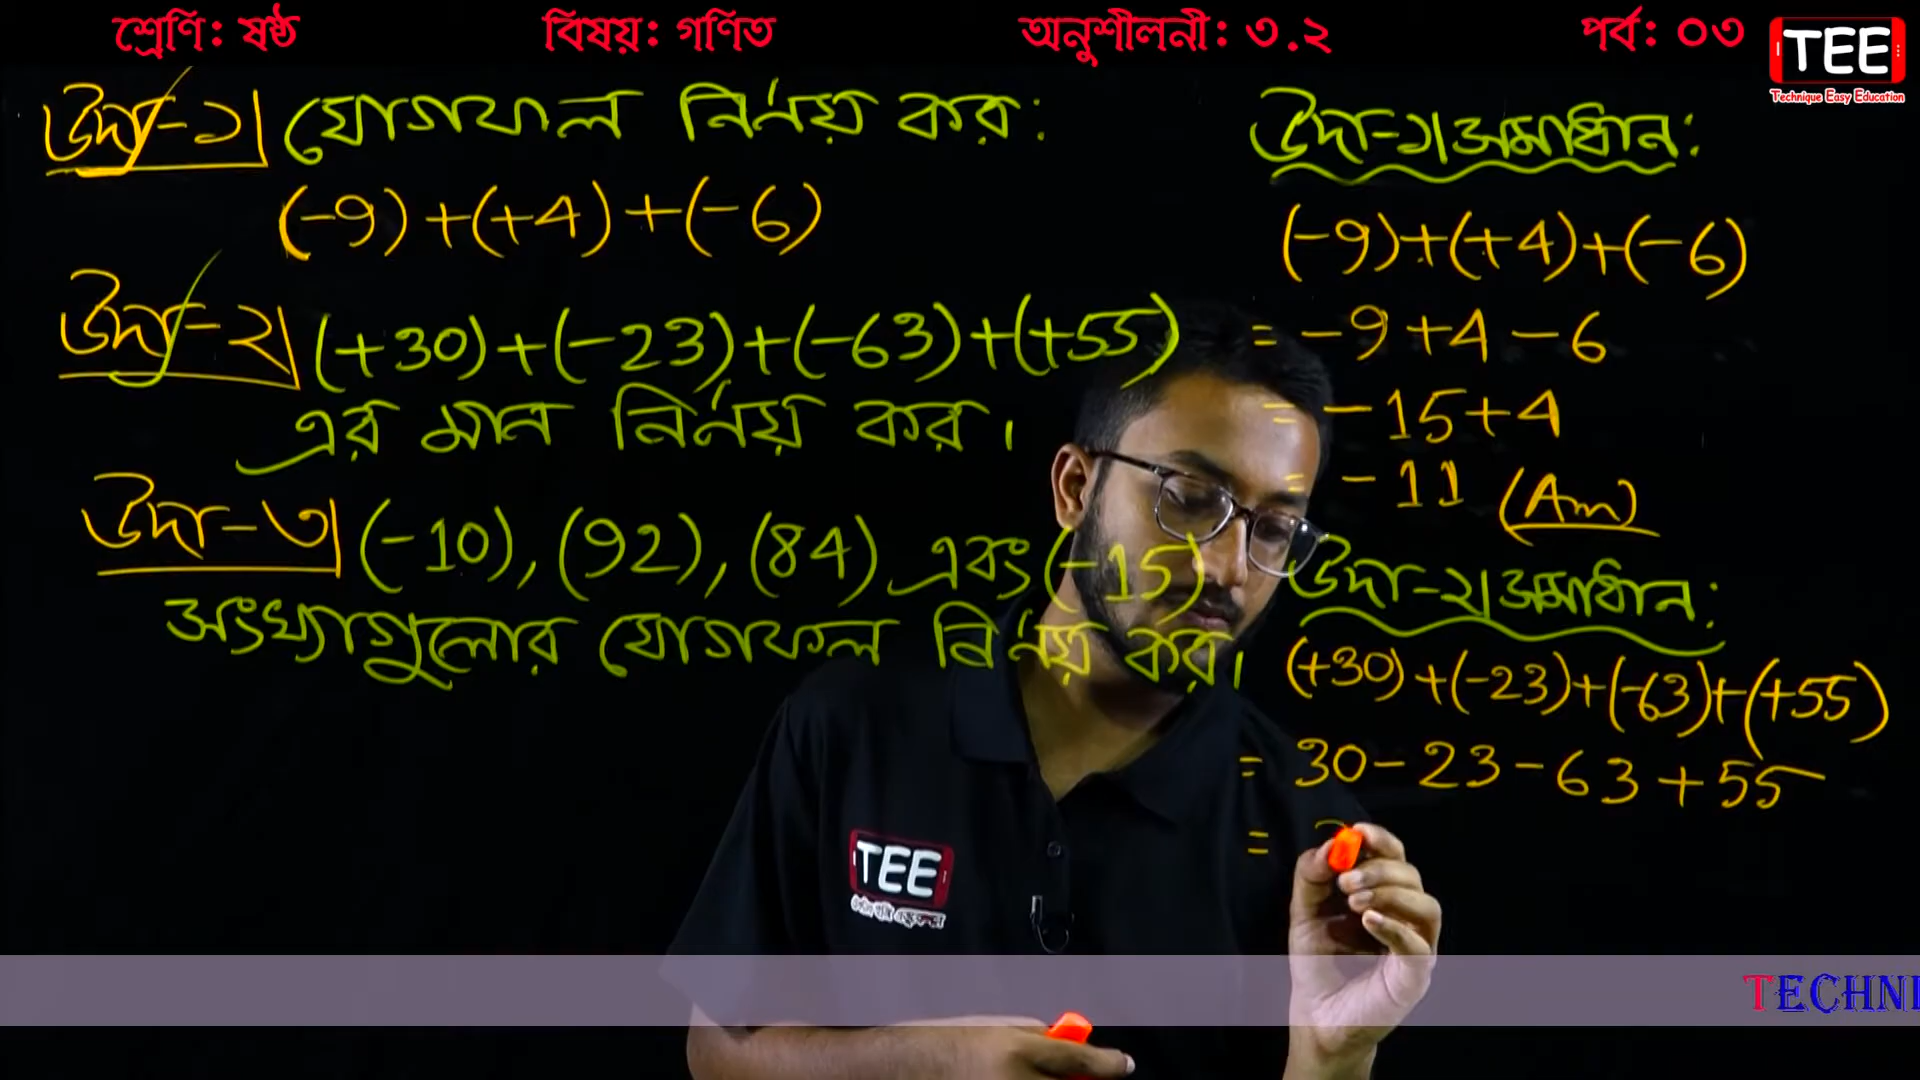 শ্রেণি: ষষ্ঠ বিষয়: গণিত অনুশীলনী: ৩.২ পর্ব: ০৩
TEE
Technique Easy Education
উদা-১। যোগফল নির্ণয় কর:
(-9)+(+4)+(-6)
উদা-২। (+30)+(-23)+(-63)+(+55)
এর মান নির্ণয় কর।
উদা-৩। (-10), (92), (84) এবং (-15)
সংখ্যাগুলোর যোগফল নির্ণয় কর।
উদা-১। সমাধান:
(-9)+(+4)+(-6)
= -9+4-6
= -15+4
= -11 (Ans)
উদা-২। সমাধান:
(+30)+(-23)+(-63)+(+55)
= 30-23-63+55
=
TEE
TECHNI